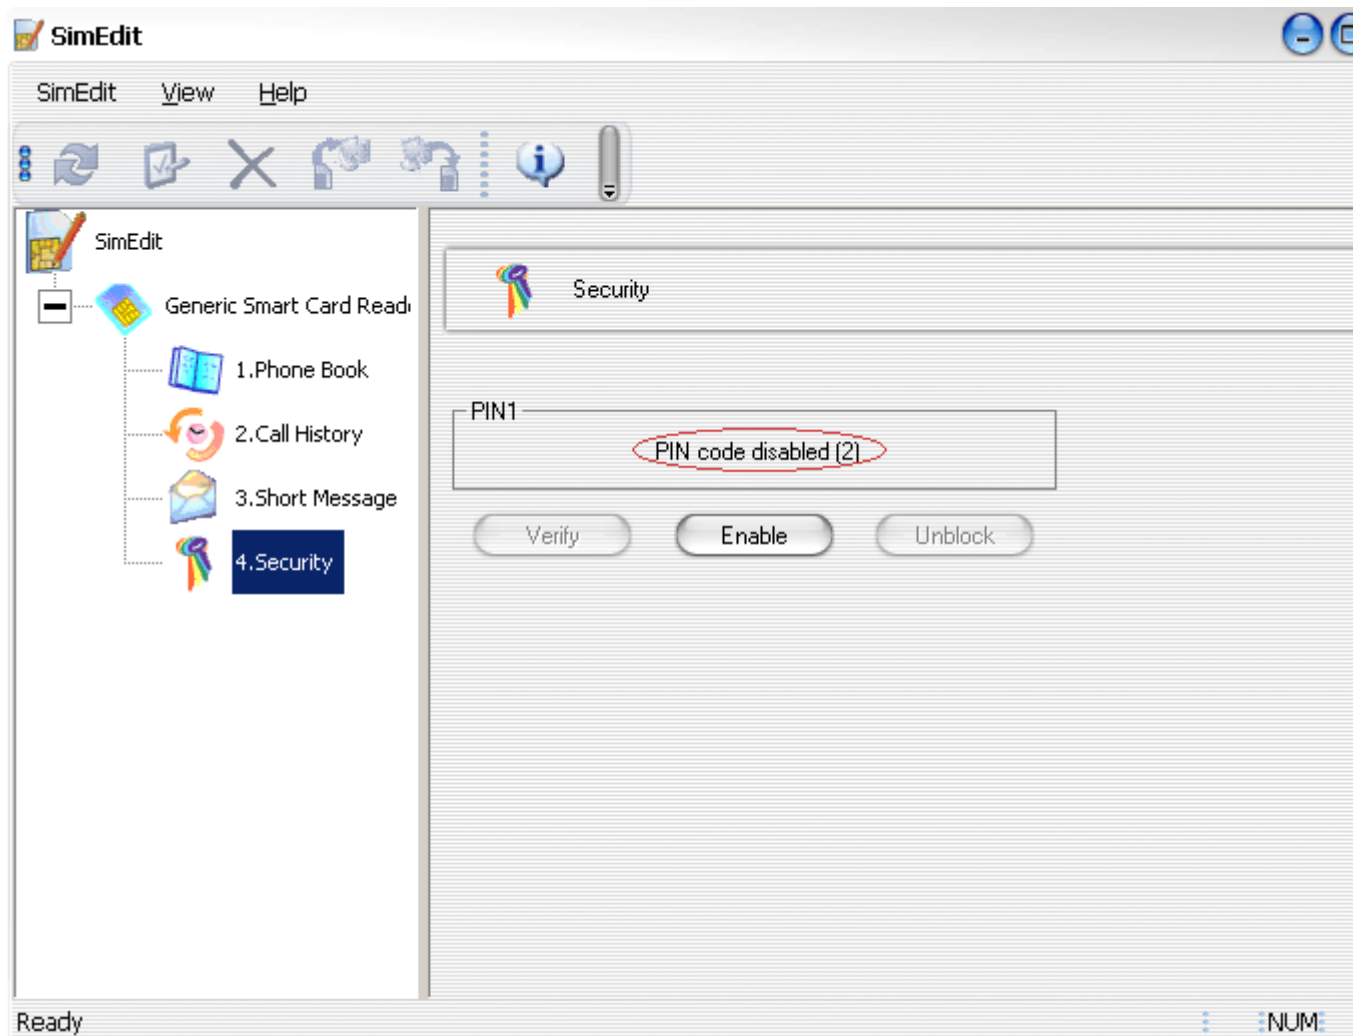 SimEdit
SimEdit View Help
SimEdit
Generic Smart Card Read
1.Phone Book
2.Call History
3.Short Message
4.Security
Security
PIN1
PIN code disabled (2)
Verify Enable Unblock
Ready NUM